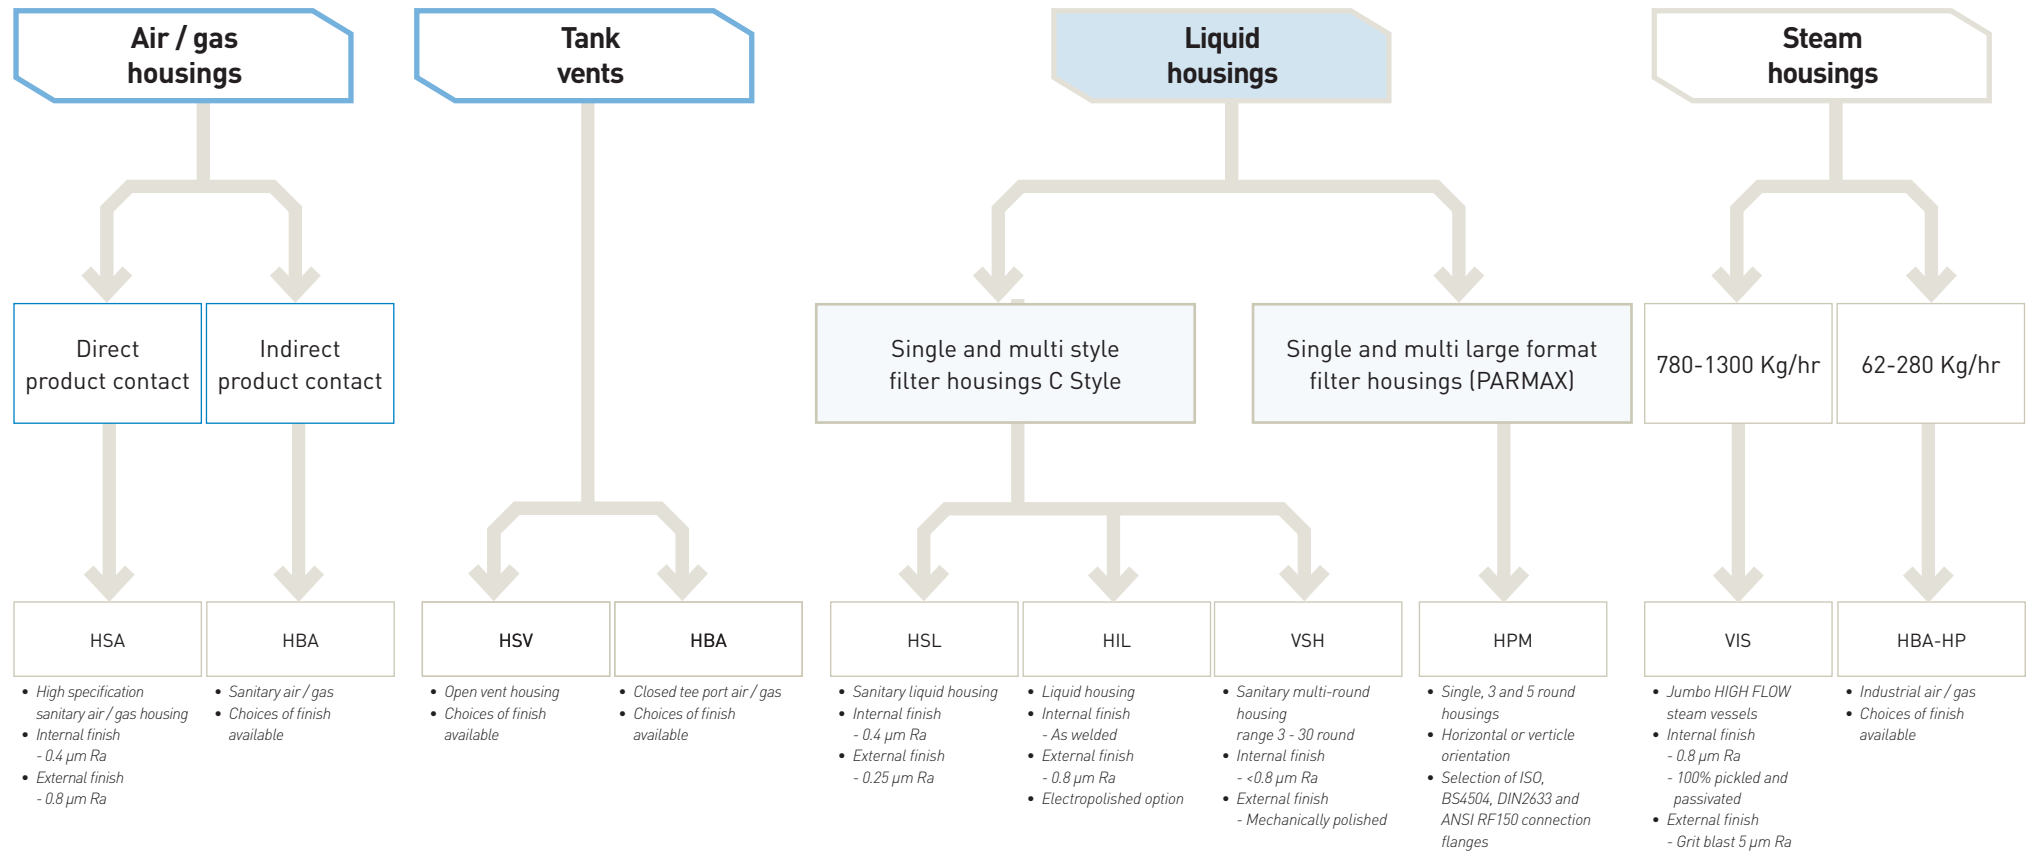 Air / gas
housings
Tank
vents
Liquid
housings
Steam
housings
Direct
product contact
Indirect
product contact
Single and multi style
filter housings C Style
Single and multi large format
filter housings (PARMAX)
780-1300 Kg/hr
62-280 Kg/hr
HSA
• High specification
sanitary air / gas housing
• Internal finish
- 0.4 µm Ra
• External finish
- 0.8 µm Ra
HBA
• Sanitary air / gas
• Choices of finish
available
HSV
• Open vent housing
• Choices of finish
available
HBA
• Closed tee port air / gas
• Choices of finish
available
HSL
• Sanitary liquid housing
• Internal finish
- 0.4 µm Ra
• External finish
- 0.25 µm Ra
HIL
• Liquid housing
• Internal finish
- As welded
• External finish
- 0.8 µm Ra
• Electropolished option
VSH
• Sanitary multi-round
housing
range 3 - 30 round
• Internal finish
- <0.8 µm Ra
• External finish
- Mechanically polished
HPM
• Single, 3 and 5 round
housings
• Horizontal or verticle
orientation
• Selection of ISO,
BS4504, DIN2633 and
ANSI RF150 connection
flanges
VIS
• Jumbo HIGH FLOW
steam vessels
• Internal finish
- 0.8 µm Ra
- 100% pickled and
passivated
• External finish
- Grit blast 5 µm Ra
HBA-HP
• Industrial air / gas
• Choices of finish
available